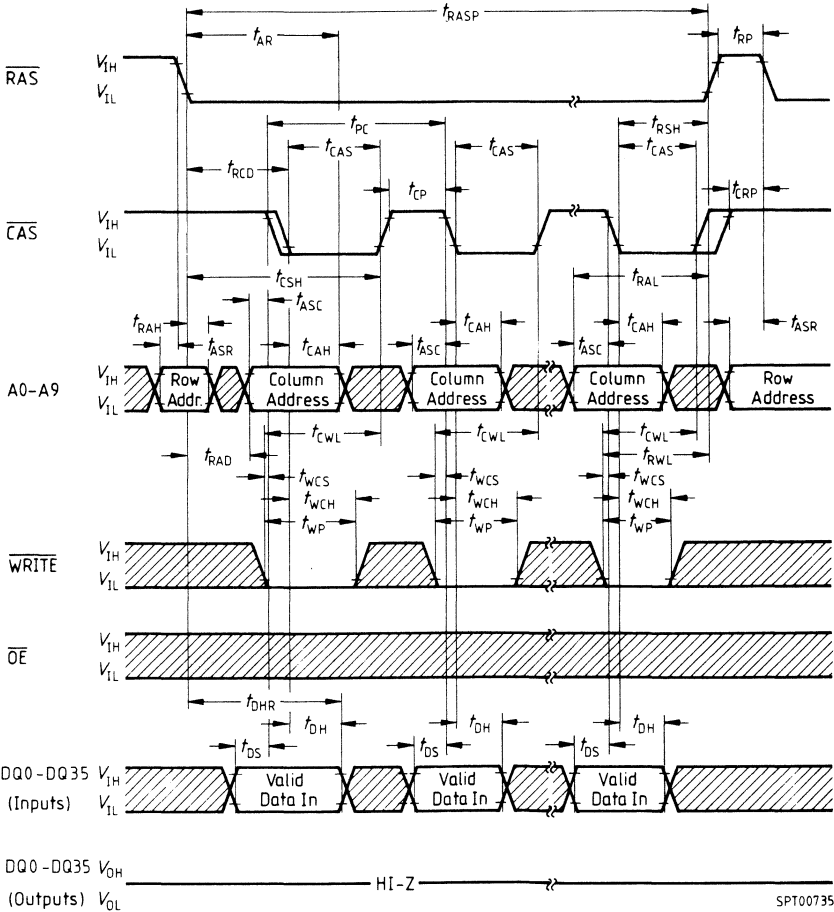 tRASP
tAR
tRP
RAS VIH
VIL
tPC
tRSH
tCAS tCAS tCAS
tRCD
tCP tCRP
CAS VIH
VIL
tCSH tRAL
tASC
tRAH tCAH tCAH tASR
tASR tCAH tASC tASC
A0-A9 VIH
VIL
Row Addr.
Column Address
Column Address
Column Address
Row Address
tCWL tCWL tCWL
tRAD tRWL
tWCS tWCS tWCS
tWCH tWCH tWCH
tWP tWP tWP
WRITE VIH
VIL
OE VIH
VIL
tDHR
tDH tDH tDH
tDS tDS tDS
DQ0-DQ35 VIH
(Inputs) VIL
Valid Data In
Valid Data In
Valid Data In
DQ0-DQ35 VOH
HI-Z
(Outputs) VOL
SPT00735